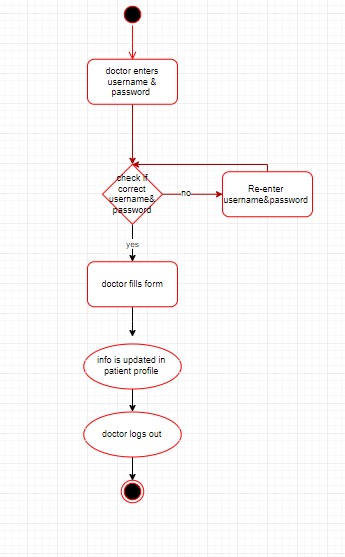 doctor enters
username &
password
check if
correct
username&
password
no
Re-enter
username&password
yes
doctor fills form
info is updated in
patient profile
doctor logs out